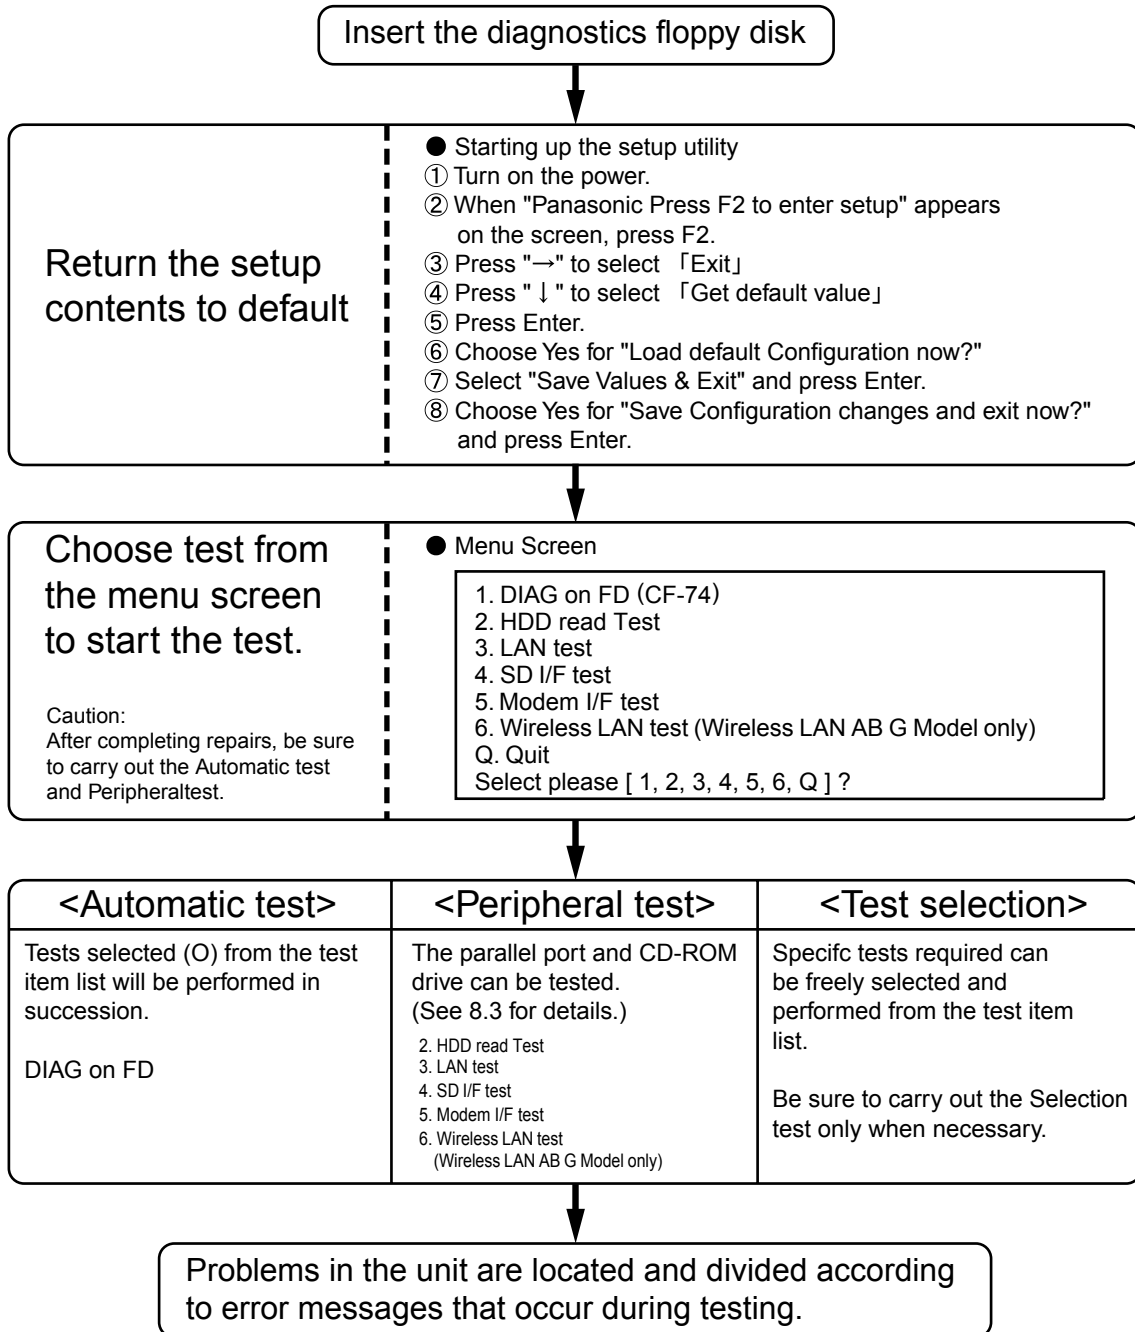 Insert the diagnostics floppy disk
Return the setup
contents to default
● Starting up the setup utility
① Turn on the power.
② When "Panasonic Press F2 to enter setup" appears
on the screen, press F2.
③ Press "→" to select 「Exit」
④ Press "↓" to select 「Get default value」
⑤ Press Enter.
⑥ Choose Yes for "Load default Configuration now?"
⑦ Select "Save Values & Exit" and press Enter.
⑧ Choose Yes for "Save Configuration changes and exit now?"
and press Enter.
Choose test from
the menu screen
to start the test.
Caution:
After completing repairs, be sure
to carry out the Automatic test
and Peripheraltest.
● Menu Screen
1. DIAG on FD (CF-74)
2. HDD read Test
3. LAN test
4. SD I/F test
5. Modem I/F test
6. Wireless LAN test (Wireless LAN AB G Model only)
Q. Quit
Select please [ 1, 2, 3, 4, 5, 6, Q ] ?
<Automatic test>
Tests selected (O) from the test
item list will be performed in
succession.
DIAG on FD
<Peripheral test>
The parallel port and CD-ROM
drive can be tested.
(See 8.3 for details.)
2. HDD read Test
3. LAN test
4. SD I/F test
5. Modem I/F test
6. Wireless LAN test
(Wireless LAN AB G Model only)
<Test selection>
Specifc tests required can
be freely selected and
performed from the test item
list.
Be sure to carry out the Selection
test only when necessary.
Problems in the unit are located and divided according
to error messages that occur during testing.